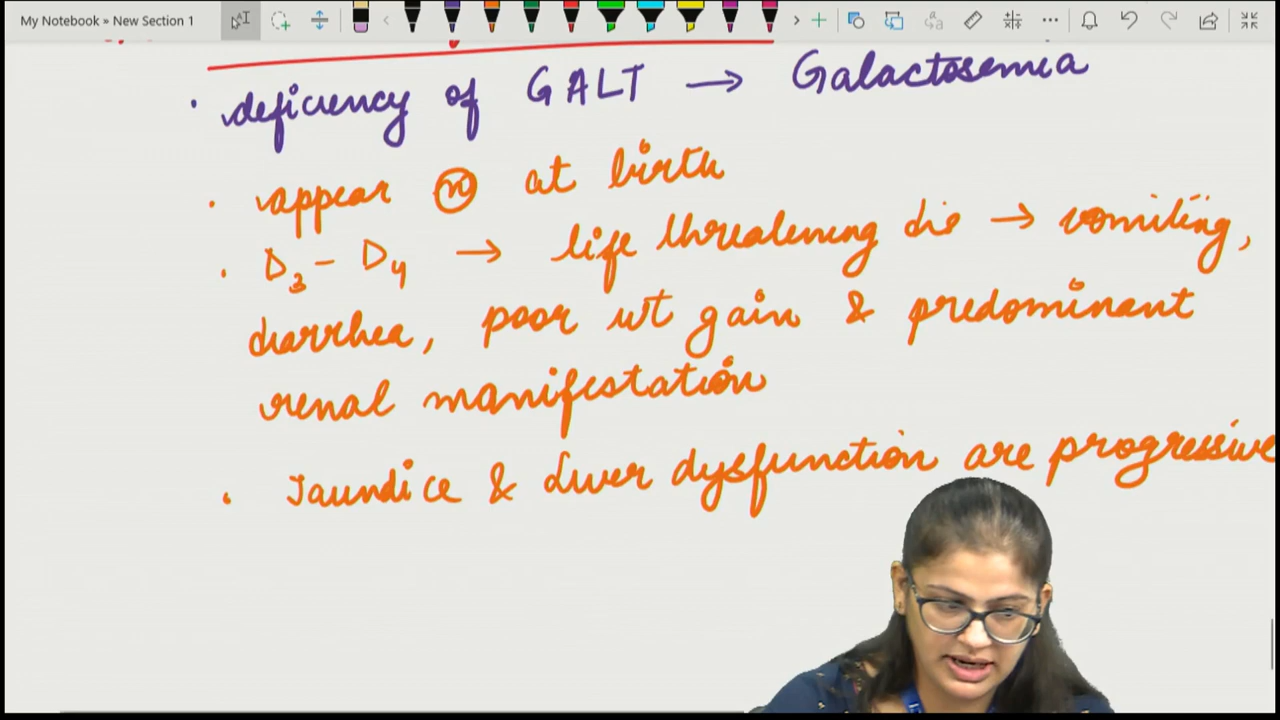 My Notebook » New Section 1
• deficiency of GALT → Galactosemia
• appear (n) at birth
• D3 - D4 → life threatening dis → vomiting,
diarrhea, poor wt gain & predominant
renal manifestation
• Jaundice & Liver dysfunction are progressive